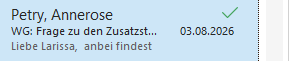 Petry, Annerose
WG: Frage zu den Zusatzst... 03.08.2026
Liebe Larissa, anbei findest